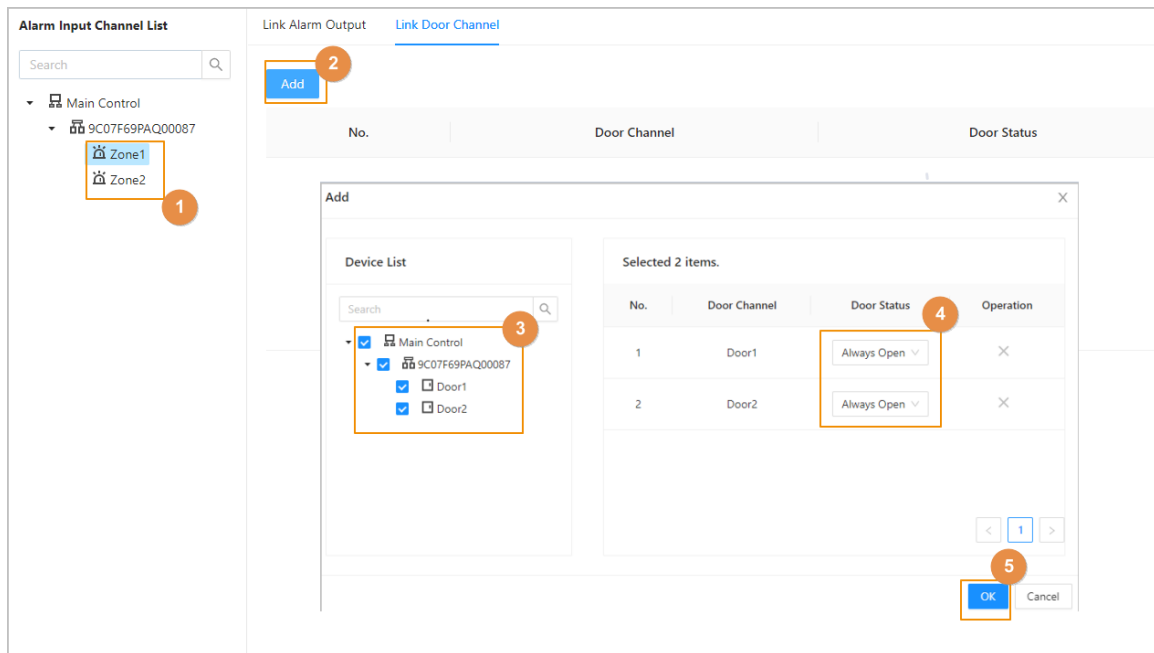 Alarm Input Channel List
Search
Main Control
9C07F69PAQ00087
Zone1
Zone2
1
Link Alarm Output
Link Door Channel
2
Add
No.
Door Channel
Door Status
Add
Device List
Search
3
Main Control
9C07F69PAQ00087
Door1
Door2
Selected 2 items.
No.
Door Channel
Door Status
4
Operation
1
Door1
Always Open
2
Door2
Always Open
< 1 >
5
OK
Cancel